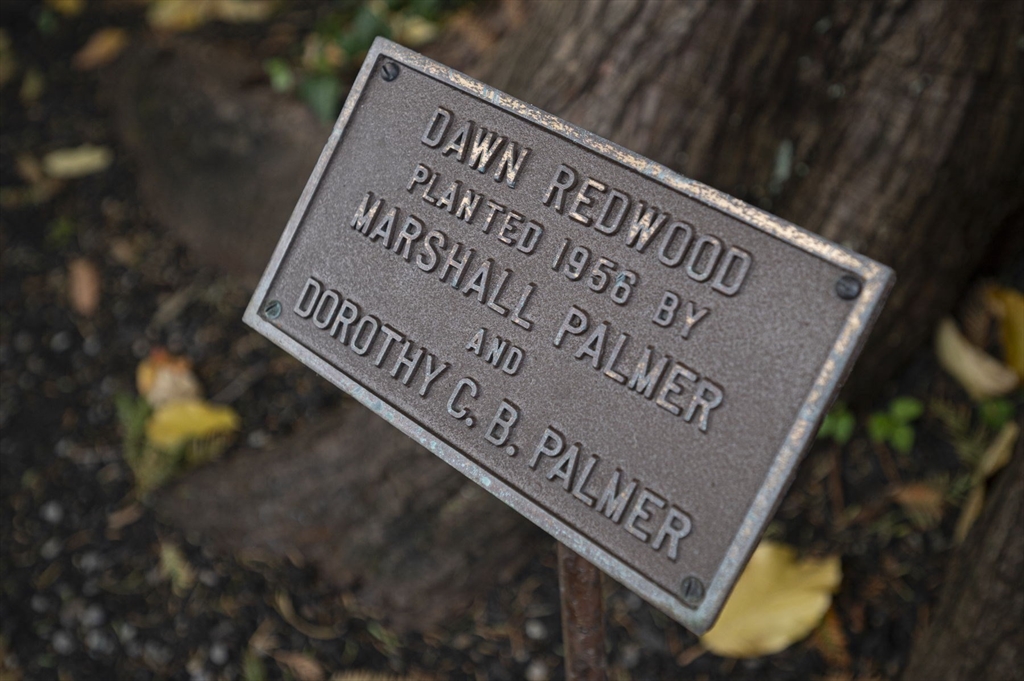 DAWN REDWOOD
PLANTED 1956 BY
MARSHALL PALMER
AND
DOROTHY C. B. PALMER